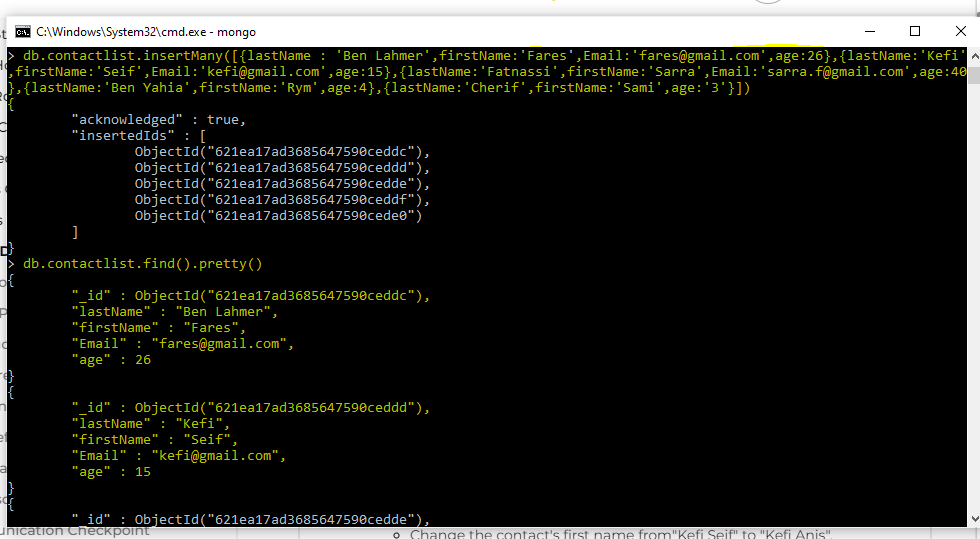 C:\Windows\System32\cmd.exe - mongo
> db.contactlist.insertMany([{lastName : 'Ben Lahmer',firstName:'Fares',Email:'fares@gmail.com',age:26},{lastName:'Kefi'
,firstName:'Seif',Email:'kefi@gmail.com',age:15},{lastName:'Fatnassi',firstName:'Sarra',Email:'sarra.f@gmail.com',age:40
},{lastName:'Ben Yahia',firstName:'Rym',age:4},{lastName:'Cherif',firstName:'Sami',age:'3'}])
{
"acknowledged" : true,
"insertedIds" : [
ObjectId("621ea17ad3685647590ceddc"),
ObjectId("621ea17ad3685647590ceddd"),
ObjectId("621ea17ad3685647590cedde"),
ObjectId("621ea17ad3685647590ceddf"),
ObjectId("621ea17ad3685647590cede0")
]
}
> db.contactlist.find().pretty()
{
"_id" : ObjectId("621ea17ad3685647590ceddc"),
"lastName" : "Ben Lahmer",
"firstName" : "Fares",
"Email" : "fares@gmail.com",
"age" : 26
}
{
"_id" : ObjectId("621ea17ad3685647590ceddd"),
"lastName" : "Kefi",
"firstName" : "Seif",
"Email" : "kefi@gmail.com",
"age" : 15
}
{
"_id" : ObjectId("621ea17ad3685647590cedde"),
unication Checkpoint
Change the contact's first name from"Kefi Seif" to "Kefi Anis"